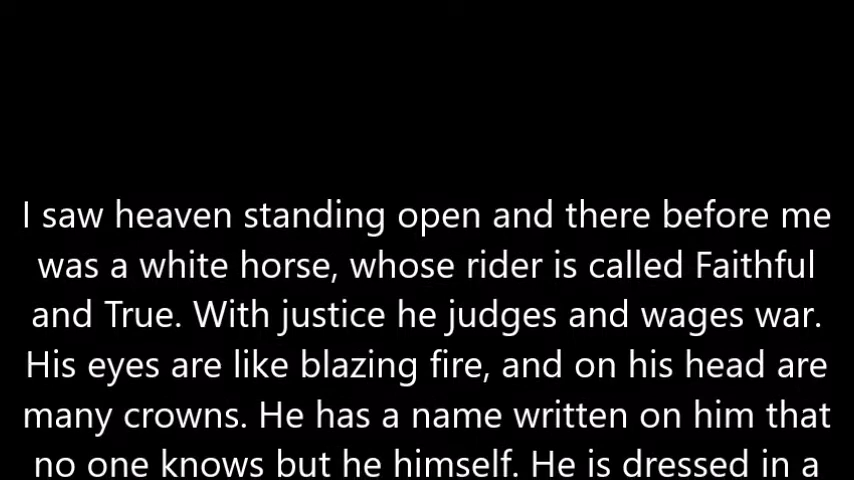 I saw heaven standing open and there before me
was a white horse, whose rider is called Faithful
and True. With justice he judges and wages war.
His eyes are like blazing fire, and on his head are
many crowns. He has a name written on him that
no one knows but he himself. He is dressed in a